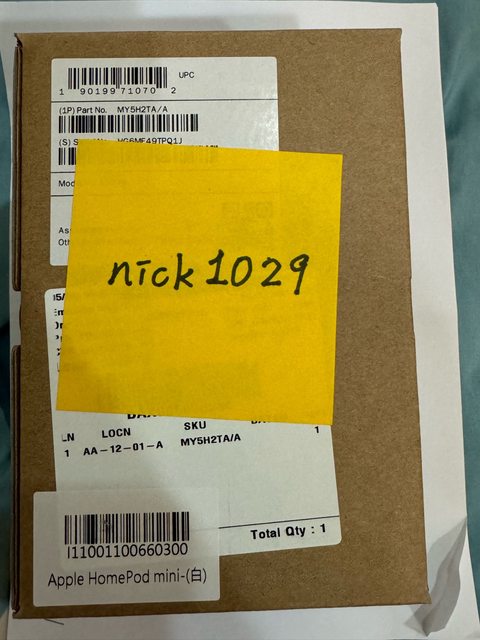 UPC
1 90199 71070 2
(1P) Part No. MY5H2TA/A
nick1029
LN LOCN SKU
1 AA-12-01-A MY5H2TA/A 1
Total Qty : 1
I11001100660300
Apple HomePod mini-(白)